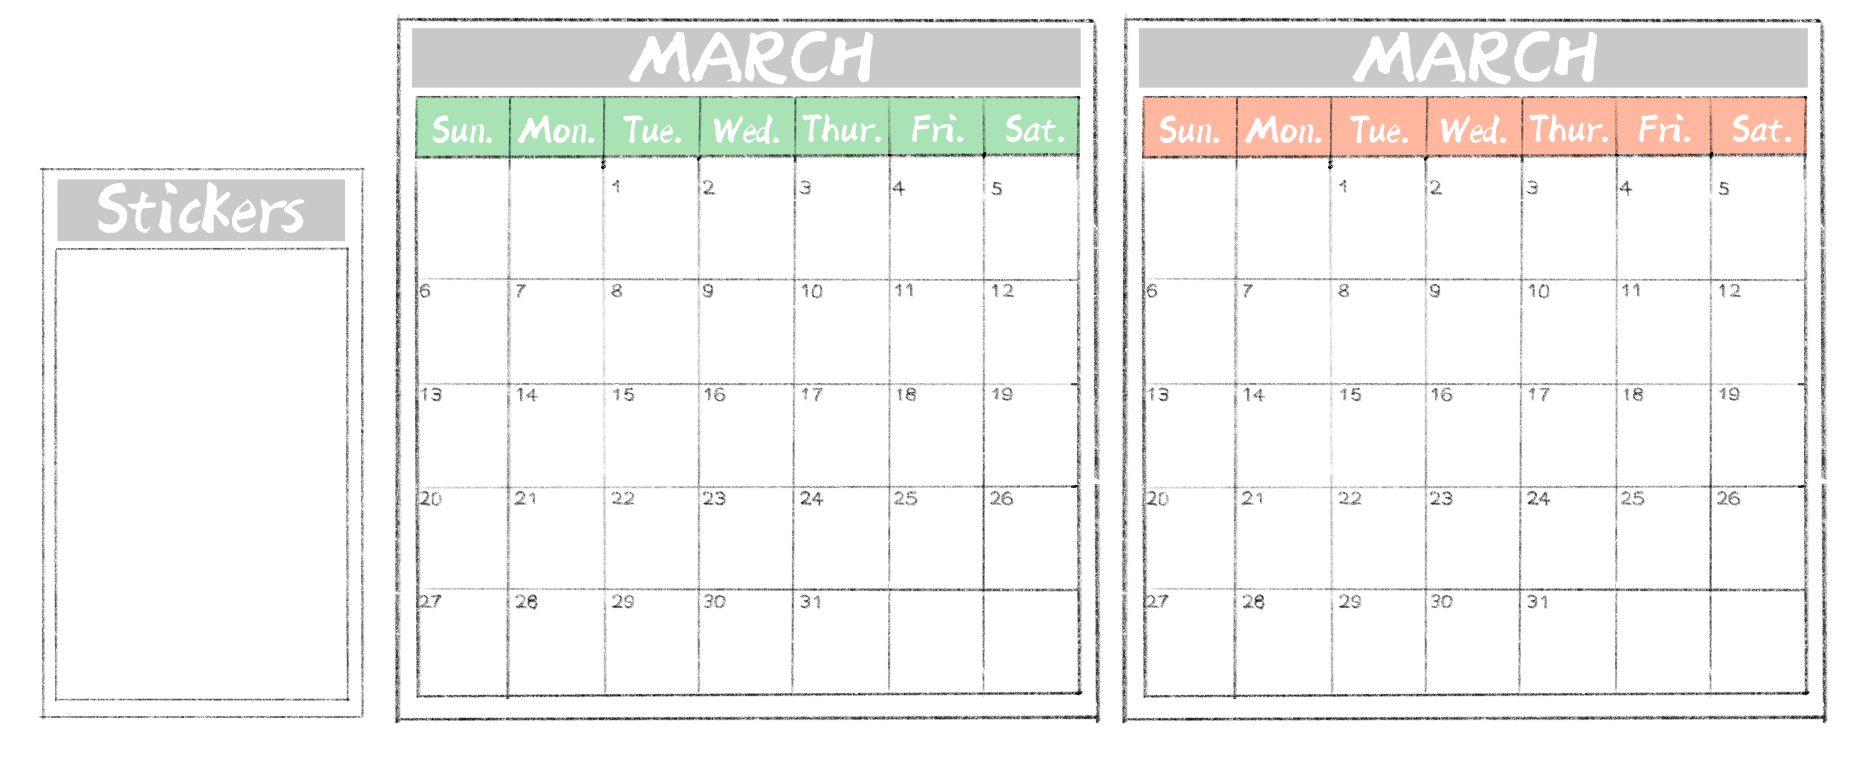 Stickers
MARCH
Sun. Mon. Tue. Wed. Thur. Fri. Sat.
1 2 3 4 5
6 7 8 9 10 11 12
13 14 15 16 17 18 19
20 21 22 23 24 25 26
27 28 29 30 31
MARCH
Sun. Mon. Tue. Wed. Thur. Fri. Sat.
1 2 3 4 5
6 7 8 9 10 11 12
13 14 15 16 17 18 19
20 21 22 23 24 25 26
27 28 29 30 31